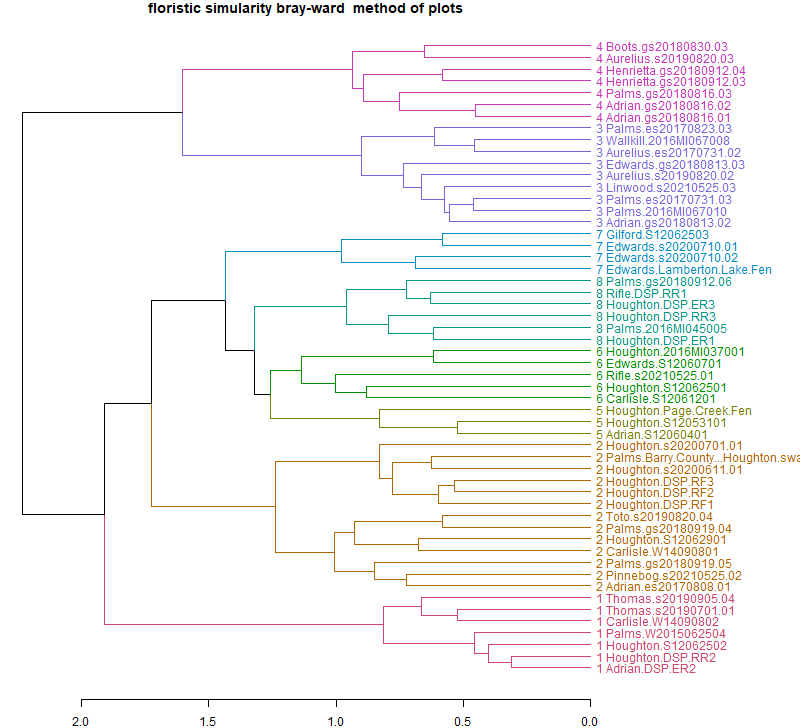 floristic simularity bray-ward method of plots
4 Boots.gs20180830.03
4 Aurelius.s20190820.03
4 Henrietta.gs20180912.04
4 Henrietta.gs20180912.03
4 Palms.gs20180816.03
4 Adrian.gs20180816.02
4 Adrian.gs20180816.01
3 Palms.es20170823.03
3 Wallkill.2016MI067008
3 Aurelius.es20170731.02
3 Edwards.gs20180813.03
3 Aurelius.s20190820.02
3 Linwood.s20210525.03
3 Palms.es20170731.03
3 Palms.2016MI067010
3 Adrian.gs20180813.02
7 Gilford.S12062503
7 Edwards.s20200710.01
7 Edwards.s20200710.02
7 Edwards.Lamberton.Lake.Fen
8 Palms.gs20180912.06
8 Rifle.DSP.RR1
8 Houghton.DSP.ER3
8 Houghton.DSP.RR3
8 Palms.2016MI045005
8 Houghton.DSP.ER1
6 Houghton.2016MI037001
6 Edwards.S12060701
6 Rifle.s20210525.01
6 Houghton.S12062501
6 Carlisle.S12061201
5 Houghton.Page.Creek.Fen
5 Houghton.S12053101
5 Adrian.S12060401
2 Houghton.s20200701.01
2 Palms.Barry.County...Houghton.swa
2 Houghton.s20200611.01
2 Houghton.DSP.RF3
2 Houghton.DSP.RF2
2 Houghton.DSP.RF1
2 Toto.s20190820.04
2 Palms.gs20180919.04
2 Houghton.S12062901
2 Carlisle.W14090801
2 Palms.gs20180919.05
2 Pinnebog.s20210525.02
2 Adrian.es20170808.01
1 Thomas.s20190905.04
1 Thomas.s20190701.01
1 Carlisle.W14090802
1 Palms.W2015062504
1 Houghton.S12062502
1 Houghton.DSP.RR2
1 Adrian.DSP.ER2
2.0 1.5 1.0 0.5 0.0